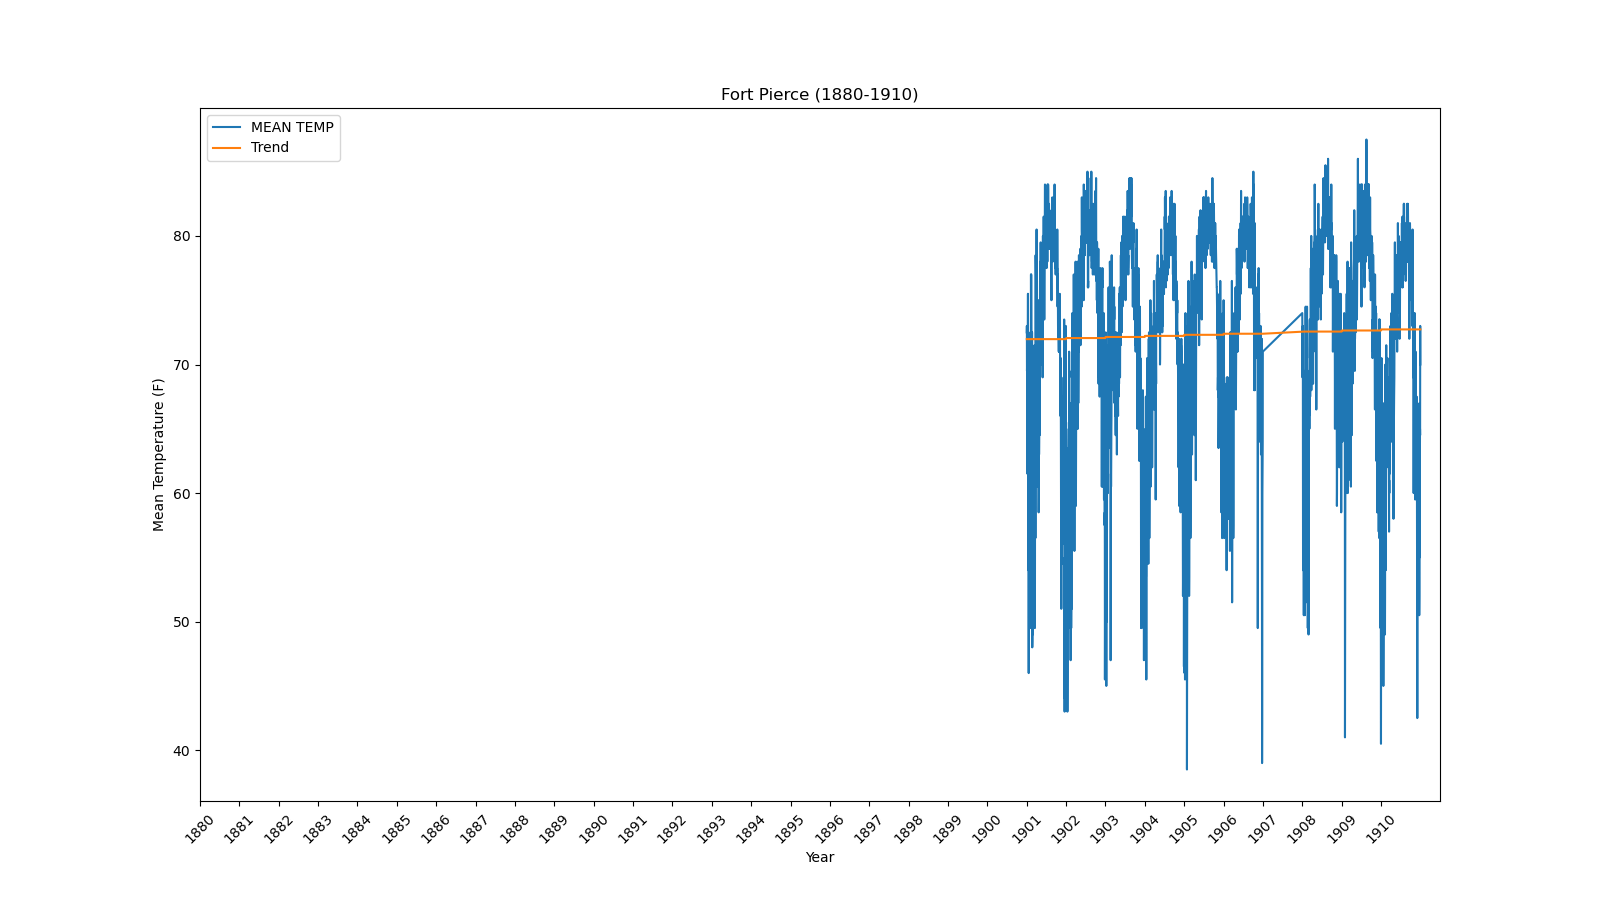 Fort Pierce (1880-1910)
MEAN TEMP
Trend
Mean Temperature (F)
80
70
60
50
40
1880 1881 1882 1883 1884 1885 1886 1887 1888 1889 1890 1891 1892 1893 1894 1895 1896 1897 1898 1899 1900 1901 1902 1903 1904 1905 1906 1907 1908 1909 1910
Year